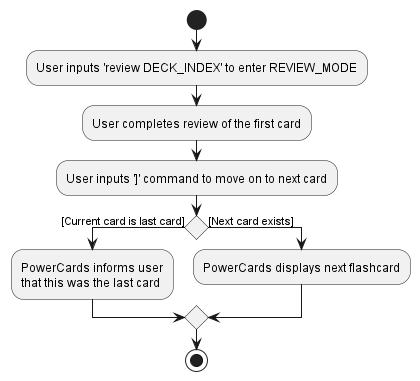 User inputs 'review DECK_INDEX' to enter REVIEW_MODE
User completes review of the first card
User inputs ']' command to move on to next card
[Current card is last card]
[Next card exists]
PowerCards informs user
that this was the last card
PowerCards displays next flashcard